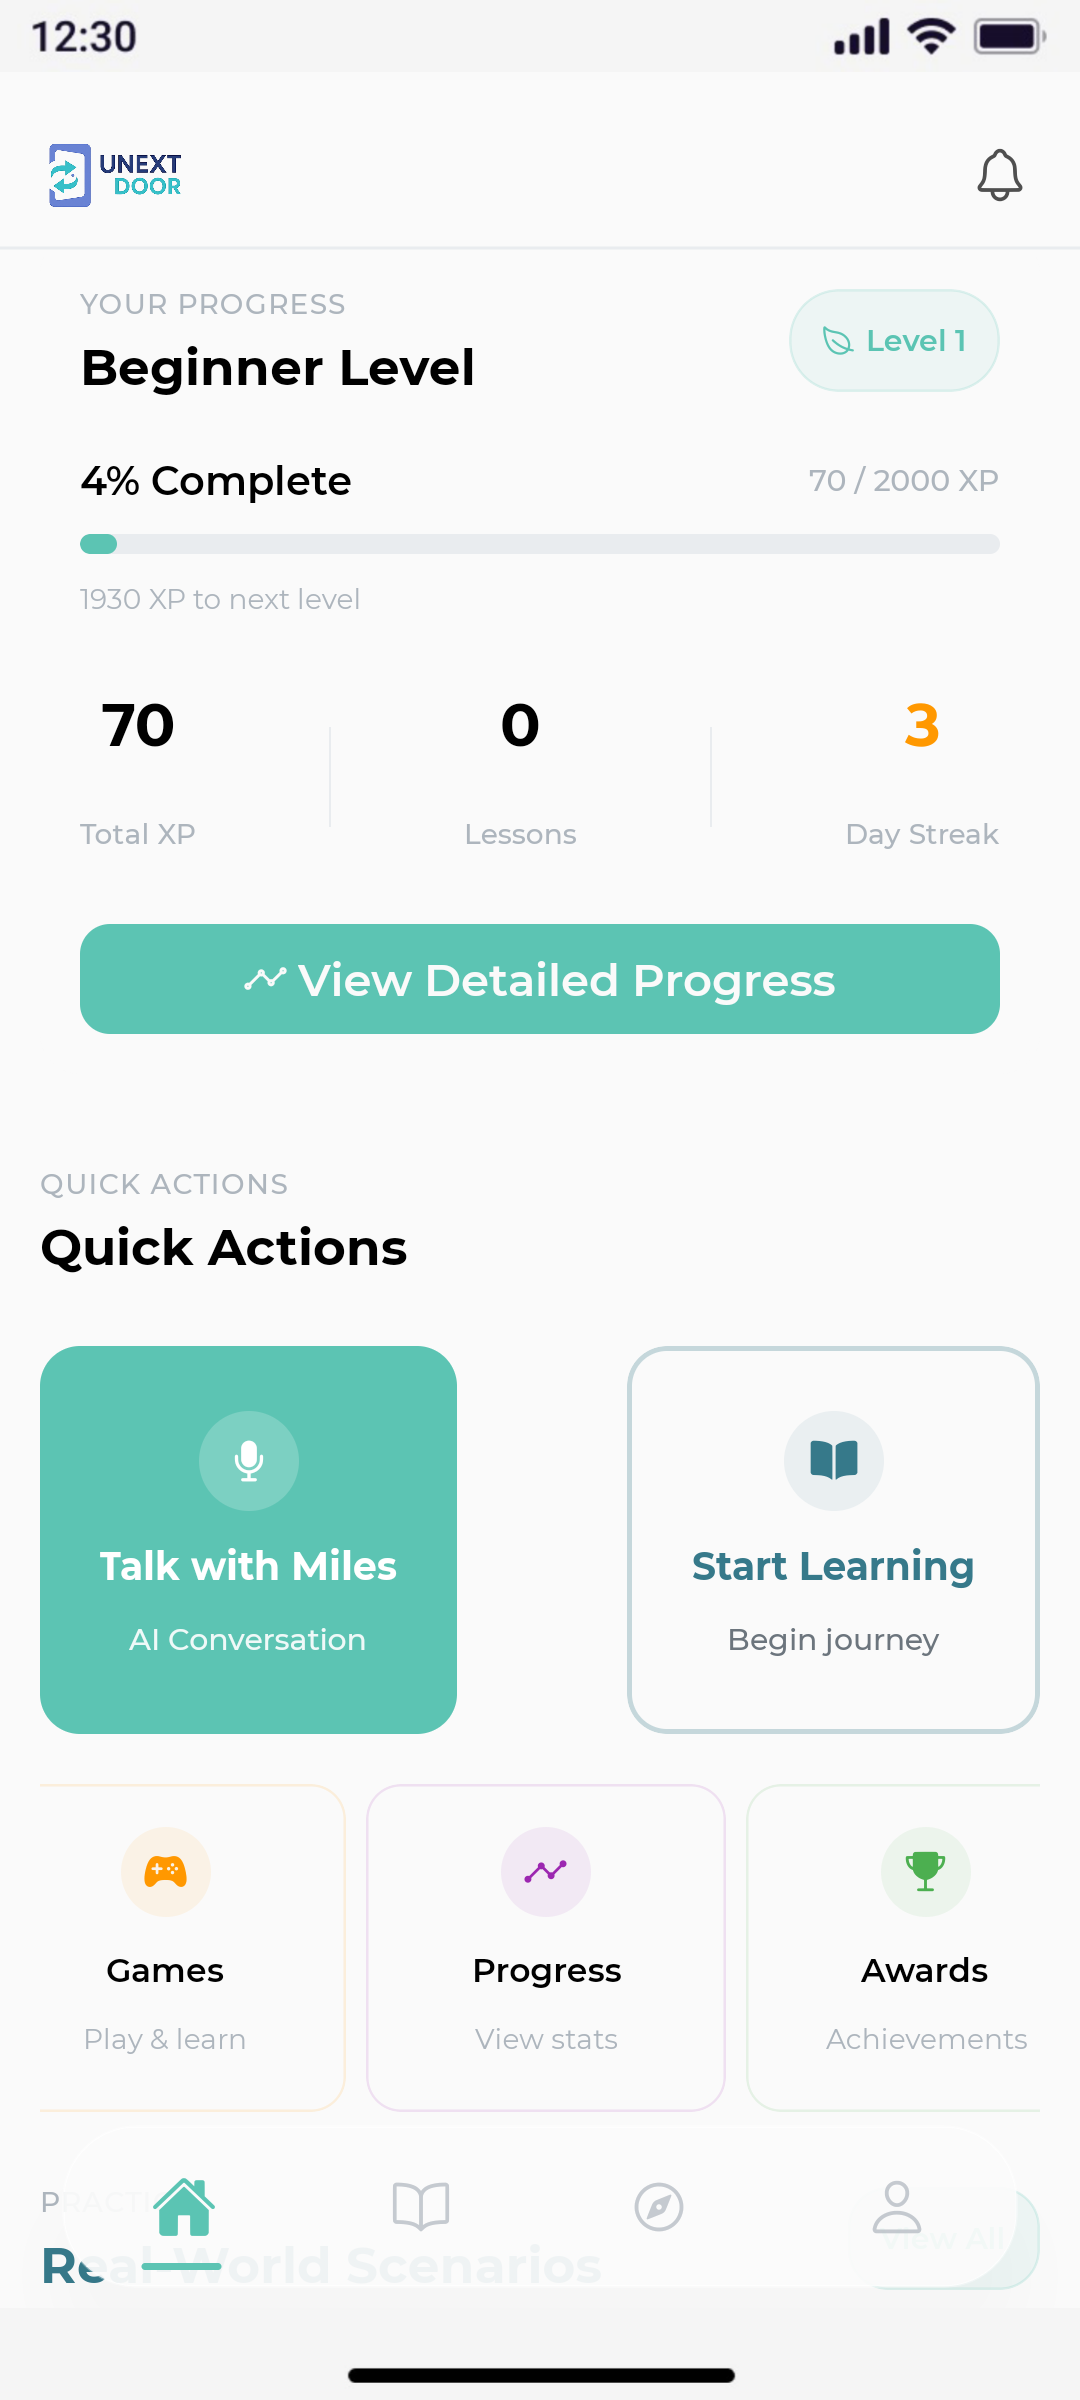 12:30
UNEXT
DOOR
YOUR PROGRESS
Beginner Level
Level 1
4% Complete
70 / 2000 XP
1930 XP to next level
70
0
3
Total XP
Lessons
Day Streak
View Detailed Progress
QUICK ACTIONS
Quick Actions
Talk with Miles
AI Conversation
Start Learning
Begin journey
Games
Play & learn
Progress
View stats
Awards
Achievements
View All
Real-World Scenarios